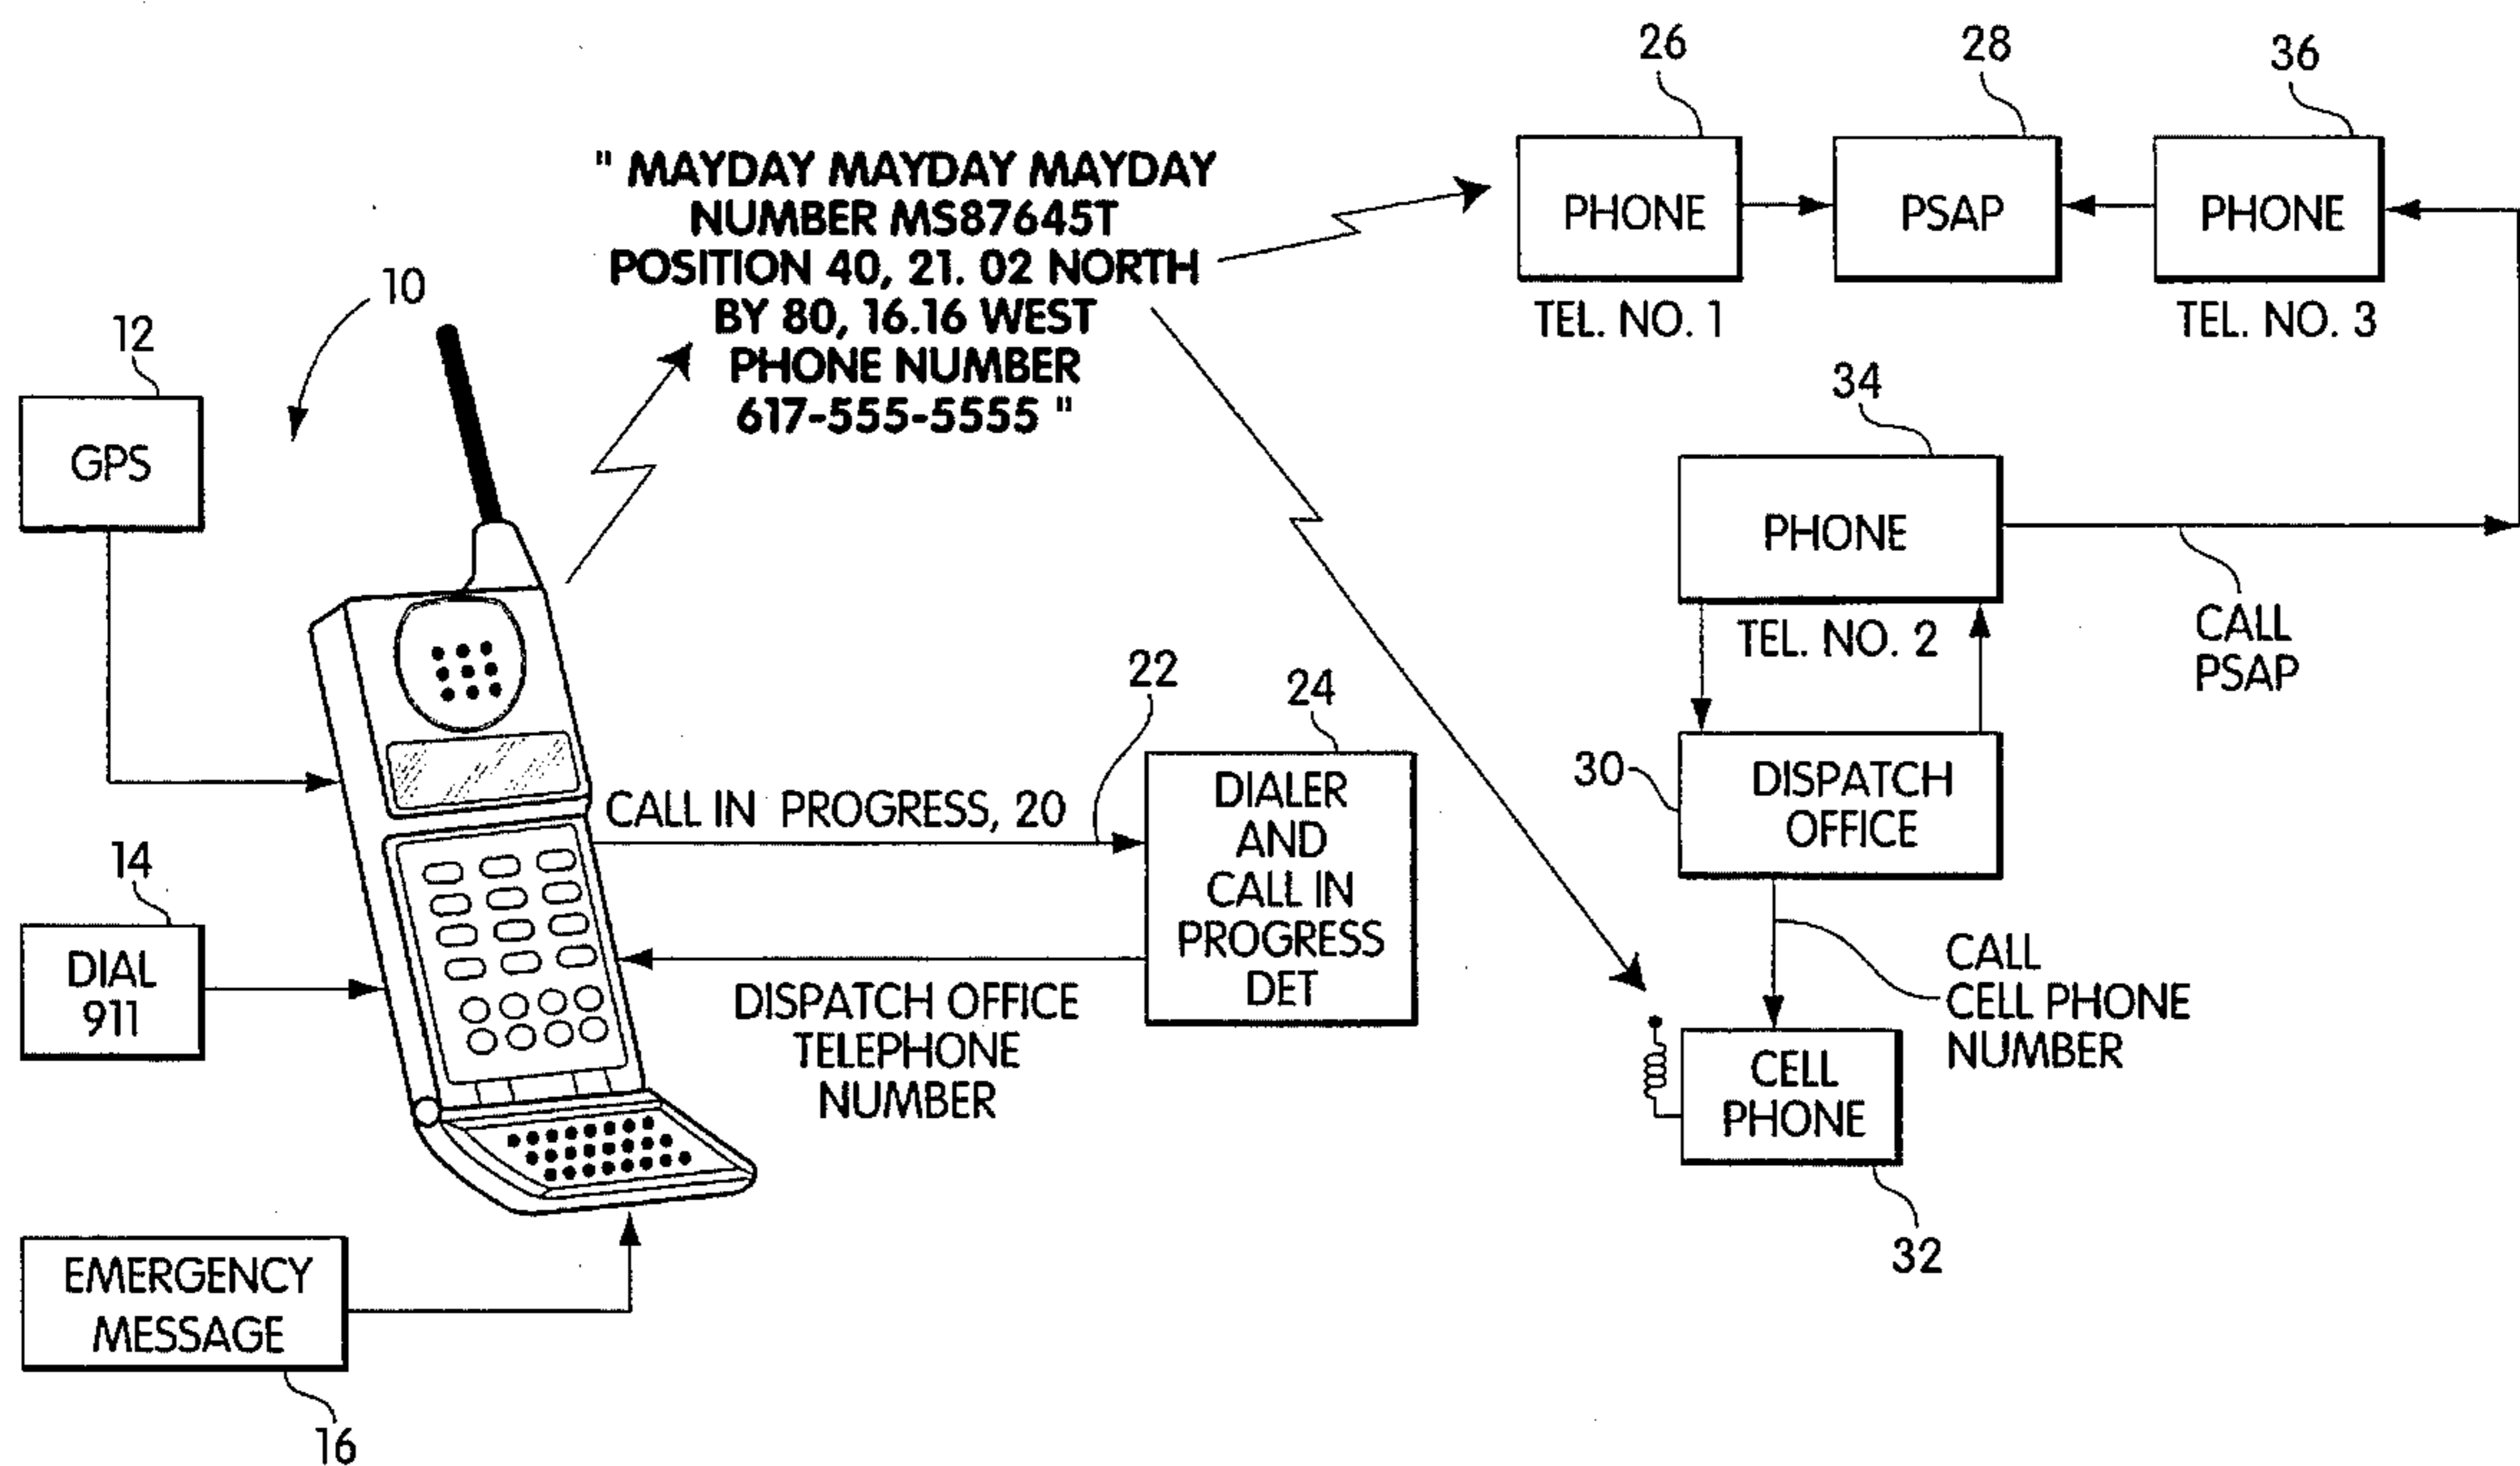 " MAYDAY MAYDAY MAYDAY
NUMBER MS87645T
POSITION 40, 21. 02 NORTH
BY 80, 16.16 WEST
PHONE NUMBER
617-555-5555 "
10
12
GPS
14
DIAL
911
EMERGENCY
MESSAGE
16
CALL IN PROGRESS, 20
22
24
DIALER
AND
CALL IN
PROGRESS
DET
DISPATCH OFFICE
TELEPHONE
NUMBER
26
PHONE
TEL. NO. 1
28
PSAP
36
PHONE
TEL. NO. 3
34
PHONE
TEL. NO. 2
CALL
PSAP
30
DISPATCH
OFFICE
CALL
CELL PHONE
NUMBER
CELL
PHONE
32